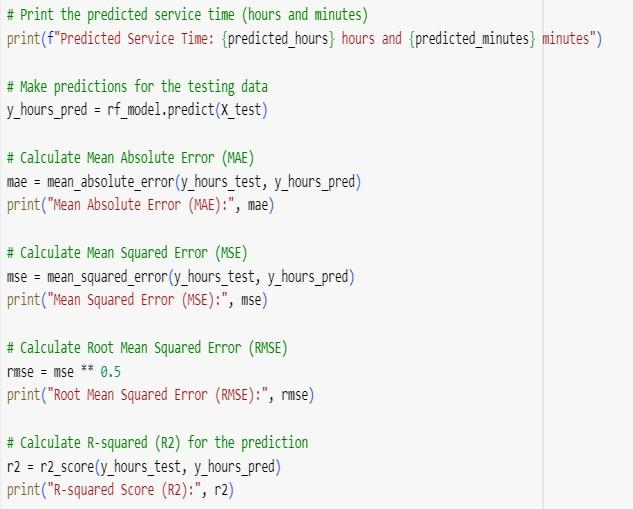 # Print the predicted service time (hours and minutes)
print(f"Predicted Service Time: {predicted_hours} hours and {predicted_minutes} minutes")
# Make predictions for the testing data
y_hours_pred = rf_model.predict(X_test)
# Calculate Mean Absolute Error (MAE)
mae = mean_absolute_error(y_hours_test, y_hours_pred)
print("Mean Absolute Error (MAE):", mae)
# Calculate Mean Squared Error (MSE)
mse = mean_squared_error(y_hours_test, y_hours_pred)
print("Mean Squared Error (MSE):", mse)
# Calculate Root Mean Squared Error (RMSE)
rmse = mse ** 0.5
print("Root Mean Squared Error (RMSE):", rmse)
# Calculate R-squared (R2) for the prediction
r2 = r2_score(y_hours_test, y_hours_pred)
print("R-squared Score (R2):", r2)